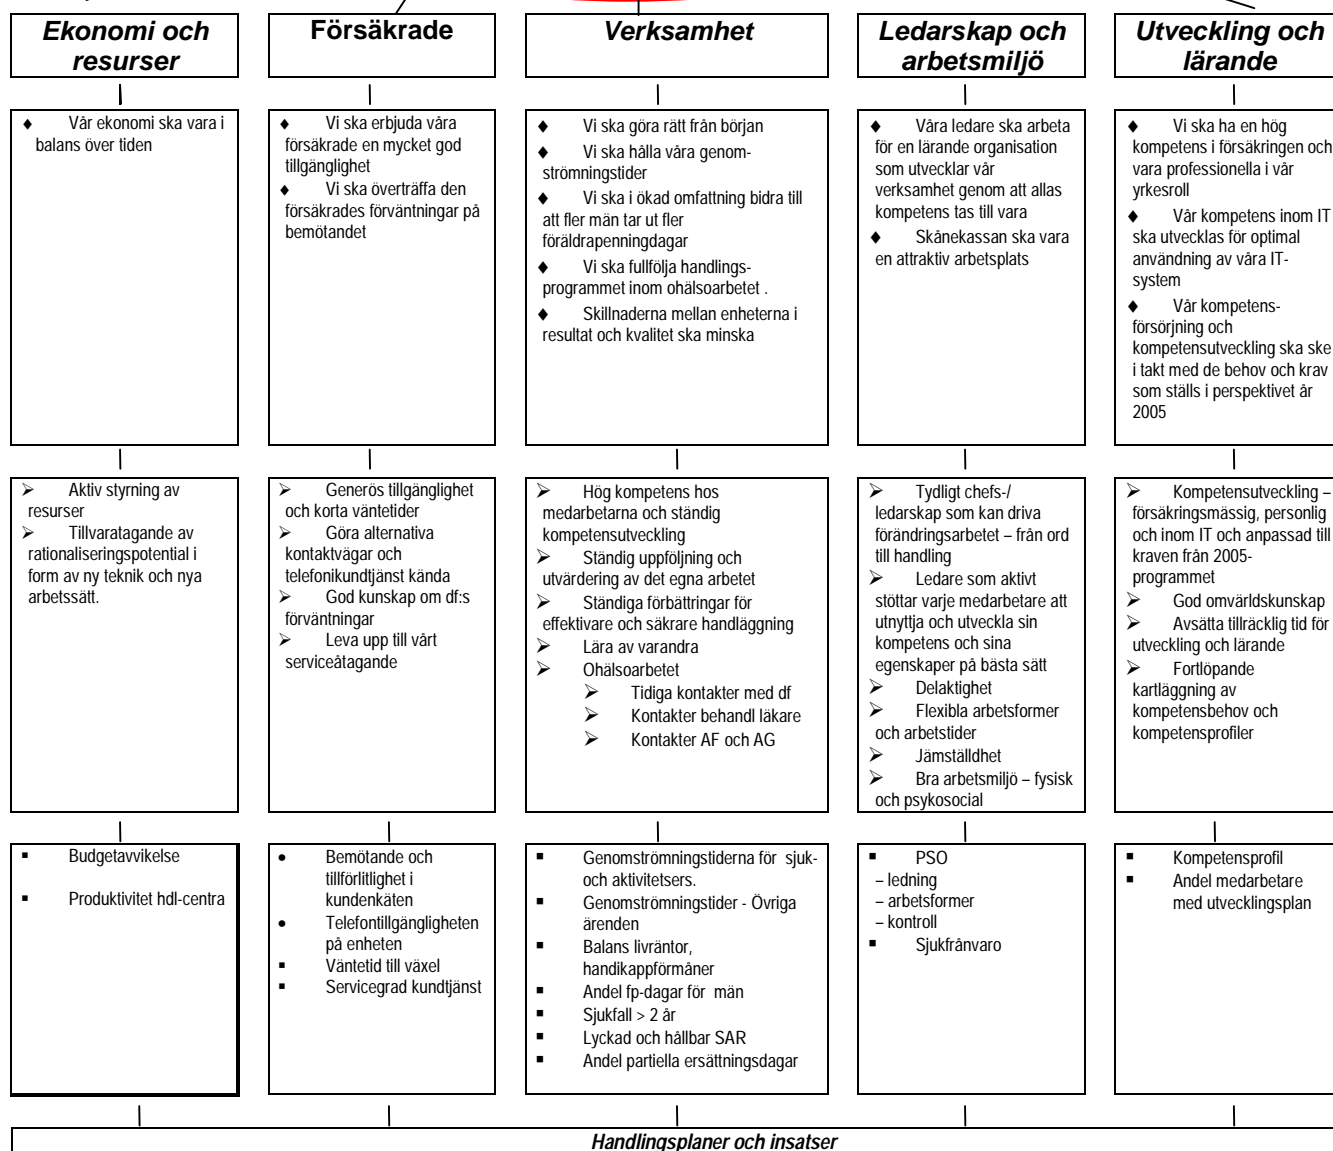 Ekonomi och
resurser
Försäkrade
Verksamhet
Ledarskap och
arbetsmiljö
Utveckling och
lärande
♦ Vår ekonomi ska vara i
balans över tiden
♦ Vi ska erbjuda våra
försäkrade en mycket god
tillgänglighet
♦ Vi ska överträffa den
försäkrades förväntningar på
bemötandet
♦ Vi ska göra rätt från början
♦ Vi ska hålla våra genom-
strömningstider
♦ Vi ska i ökad omfattning bidra till
att fler män tar ut fler
föräldrapenningdagar
♦ Vi ska fullfölja handlings-
programmet inom ohälsoarbetet .
♦ Skillnaderna mellan enheterna i
resultat och kvalitet ska minska
♦ Våra ledare ska arbeta
för en lärande organisation
som utvecklar vår
verksamhet genom att allas
kompetens tas till vara
♦ Skånekassan ska vara
en attraktiv arbetsplats
♦ Vi ska ha en hög
kompetens i försäkringen och
vara professionella i vår
yrkesroll
♦ Vår kompetens inom IT
ska utvecklas för optimal
användning av våra IT-
system
♦ Vår kompetens-
försörjning och
kompetensutveckling ska ske
i takt med de behov och krav
som ställs i perspektivet år
2005
➢ Aktiv styrning av
resurser
➢ Tillvaratagande av
rationaliseringspotential i
form av ny teknik och nya
arbetssätt.
➢ Generös tillgänglighet
och korta väntetider
➢ Göra alternativa
kontaktvägar och
telefonikundtjänst kända
➢ God kunskap om df:s
förväntningar
➢ Leva upp till vårt
serviceåtagande
➢ Hög kompetens hos
medarbetarna och ständig
kompetensutveckling
➢ Ständig uppföljning och
utvärdering av det egna arbetet
➢ Ständiga förbättringar för
effektivare och säkrare handläggning
➢ Lära av varandra
➢ Ohälsoarbetet
➢ Tidiga kontakter med df
➢ Kontakter behandl läkare
➢ Kontakter AF och AG
➢ Tydligt chefs-/
ledarskap som kan driva
förändringsarbetet – från ord
till handling
➢ Ledare som aktivt
stöttar varje medarbetare att
utnyttja och utveckla sin
kompetens och sina
egenskaper på bästa sätt
➢ Delaktighet
➢ Flexibla arbetsformer
och arbetstider
➢ Jämställdhet
➢ Bra arbetsmiljö – fysisk
och psykosocial
➢ Kompetensutveckling –
försäkringsmässig, personlig
och inom IT och anpassad till
kraven från 2005-
programmet
➢ God omvärldskunskap
➢ Avsätta tillräcklig tid för
utveckling och lärande
➢ Fortlöpande
kartläggning av
kompetensbehov och
kompetensprofiler
▪ Budgetavvikelse
▪ Produktivitet hdl-centra
• Bemötande och
tillförlitlighet i
kundenkäten
• Telefontillgängligheten
på enheten
▪ Väntetid till växel
▪ Servicegrad kundtjänst
▪ Genomströmningstiderna för sjuk-
och aktivitetsers.
▪ Genomströmningstider - Övriga
ärenden
▪ Balans livräntor,
handikappförmåner
▪ Andel fp-dagar för män
▪ Sjukfall > 2 år
▪ Lyckad och hållbar SAR
▪ Andel partiella ersättningsdagar
▪ PSO
– ledning
– arbetsformer
– kontroll
▪ Sjukfrånvaro
▪ Kompetensprofil
▪ Andel medarbetare
med utvecklingsplan
Handlingsplaner och insatser